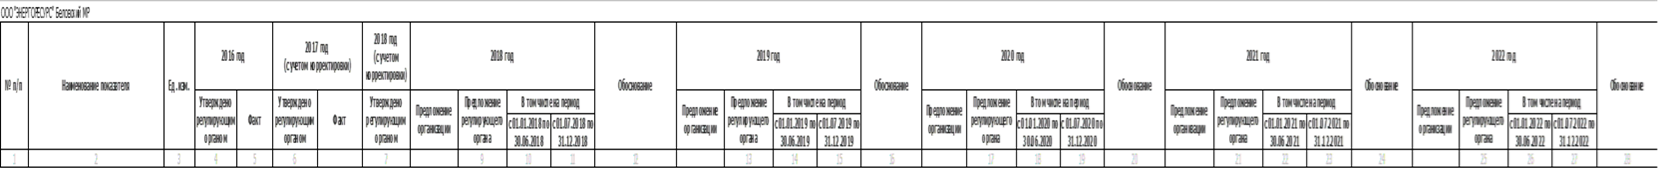 ООО "ЭНЕРГОРЕСУРС" Беловский МР
№ п/п
Наименование показателя
Ед. изм.
2016 год
2017 год
(с учетом корректировки)
2018 год
(с учетом
корректировки)
2018 год
Обоснование
2019 год
Обоснование
2020 год
Обоснование
2021 год
Обоснование
2022 год
Обоснование
Утверждено
регулирующим
органом
Факт
Утверждено
регулирующим
органом
Факт
Утверждено
регулирующим
органом
Предложение
организации
Предложение
регулирующего
органа
В том числе на период
с 01.01.2018 по
30.06.2018
с 01.07.2018 по
31.12.2018
Предложение
организации
Предложение
регулирующего
органа
В том числе на период
с 01.01.2019 по
30.06.2019
с 01.07.2019 по
31.12.2019
Предложение
организации
Предложение
регулирующего
органа
В том числе на период
с 01.01.2020 по
30.06.2020
с 01.07.2020 по
31.12.2020
Предложение
организации
Предложение
регулирующего
органа
В том числе на период
с 01.01.2021 по
30.06.2021
с 01.07.2021 по
31.12.2021
Предложение
организации
Предложение
регулирующего
органа
В том числе на период
с 01.01.2022 по
30.06.2022
с 01.07.2022 по
31.12.2022
1 2 3 4 5 6 7 9 10 11 12 13 14 15 16 17 18 19 20 21 22 23 24 25 26 27 28